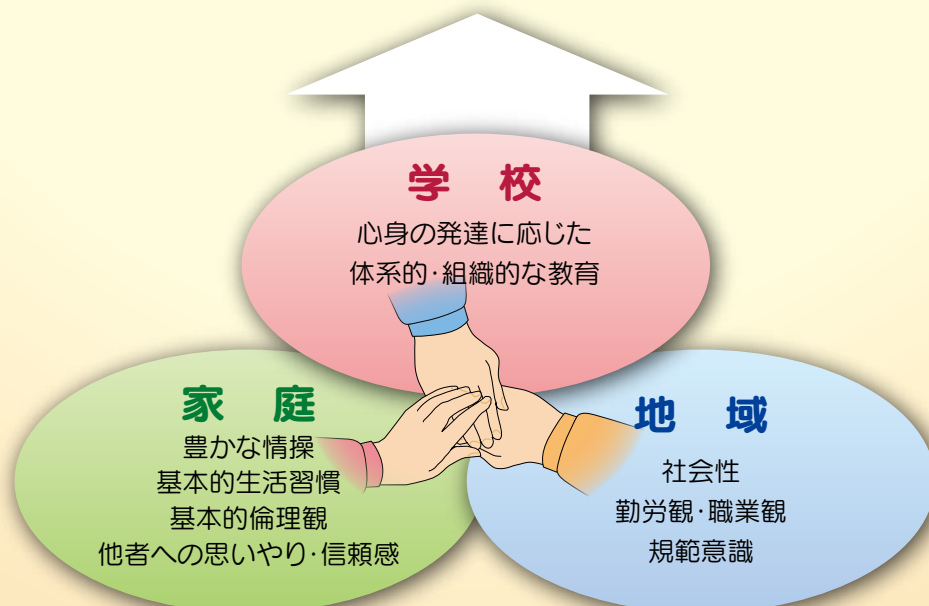 学 校
心身の発達に応じた
体系的・組織的な教育
家 庭
豊かな情操
基本的生活習慣
基本的倫理観
他者への思いやり・信頼感
地 域
社会性
勤労観・職業観
規範意識